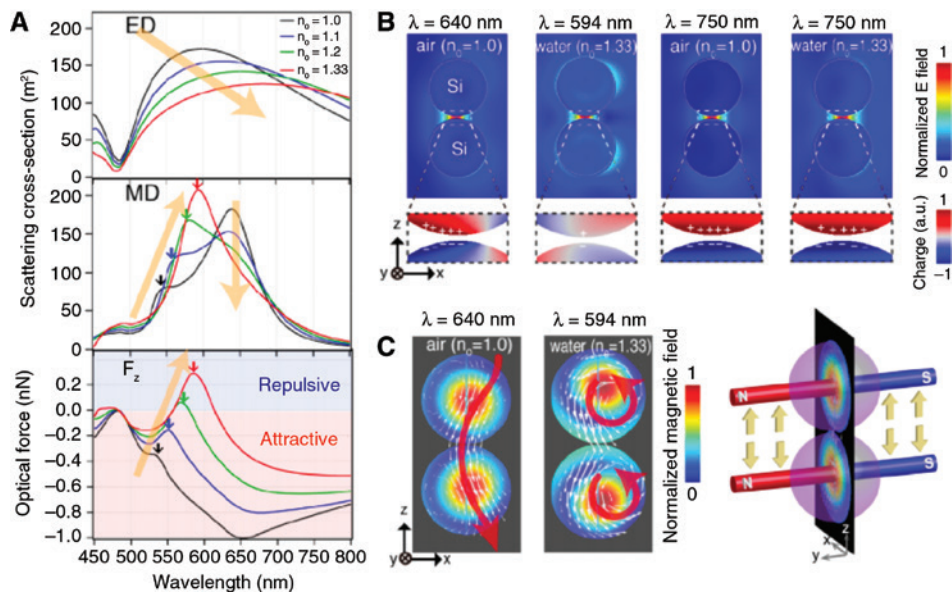 A
ED
n₀ = 1.0
n₀ = 1.1
n₀ = 1.2
n₀ = 1.33
200
150
100
50
0
Scattering cross-section (m²)
MD
200
150
100
50
0
F_z
Repulsive
Attractive
Optical force (nN)
0.2
0.0
−0.2
−0.4
−0.6
−0.8
−1.0
450 500 550 600 650 700 750 800
Wavelength (nm)
B
λ = 640 nm
λ = 594 nm
λ = 750 nm
λ = 750 nm
air (n₀=1.0)
water (n₀=1.33)
air (n₀=1.0)
water (n₀=1.33)
Si
Si
1
Normalized E field
0
1
Charge (a.u.)
−1
+ + + + +
+
+ + + + +
+ + + + +
z
y
x
C
λ = 640 nm
λ = 594 nm
air (n₀=1.0)
water (n₀=1.33)
z
y
x
1
Normalized magnetic field
0
N
S
N
S
z
x
y